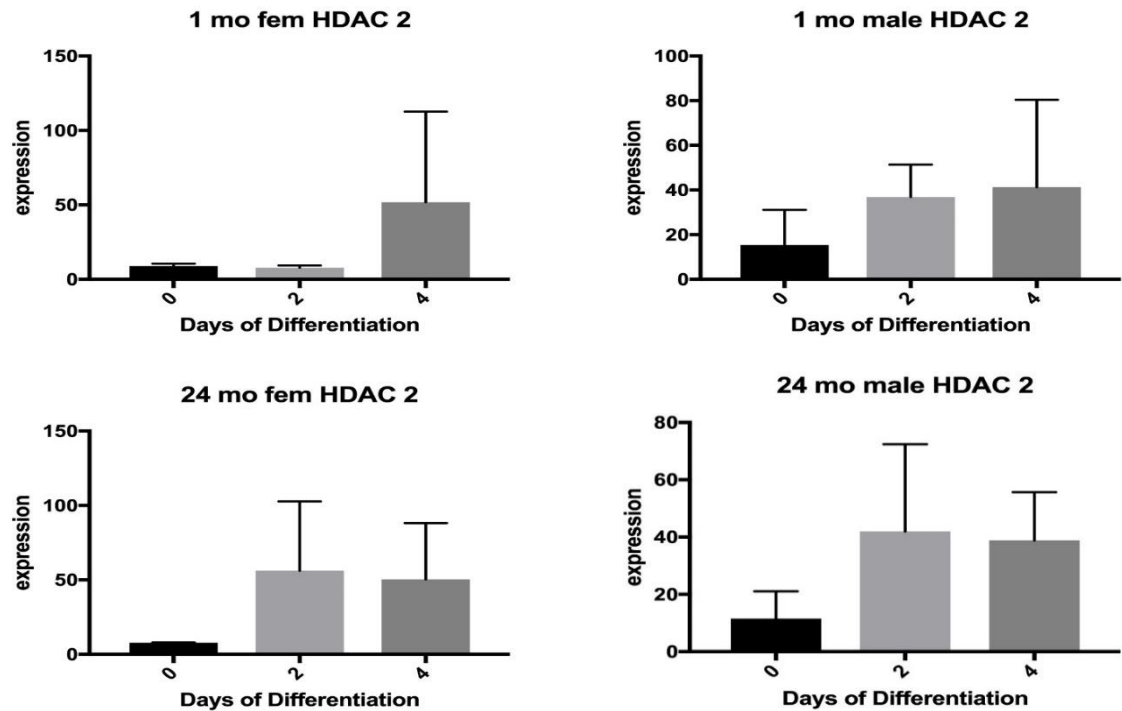 1 mo fem HDAC 2
150
100
50
0
expression
0
2
4
Days of Differentiation
1 mo male HDAC 2
100
80
60
40
20
0
expression
0
2
4
Days of Differentiation
24 mo fem HDAC 2
150
100
50
0
expression
0
2
4
Days of Differentiation
24 mo male HDAC 2
80
60
40
20
0
expression
0
2
4
Days of Differentiation